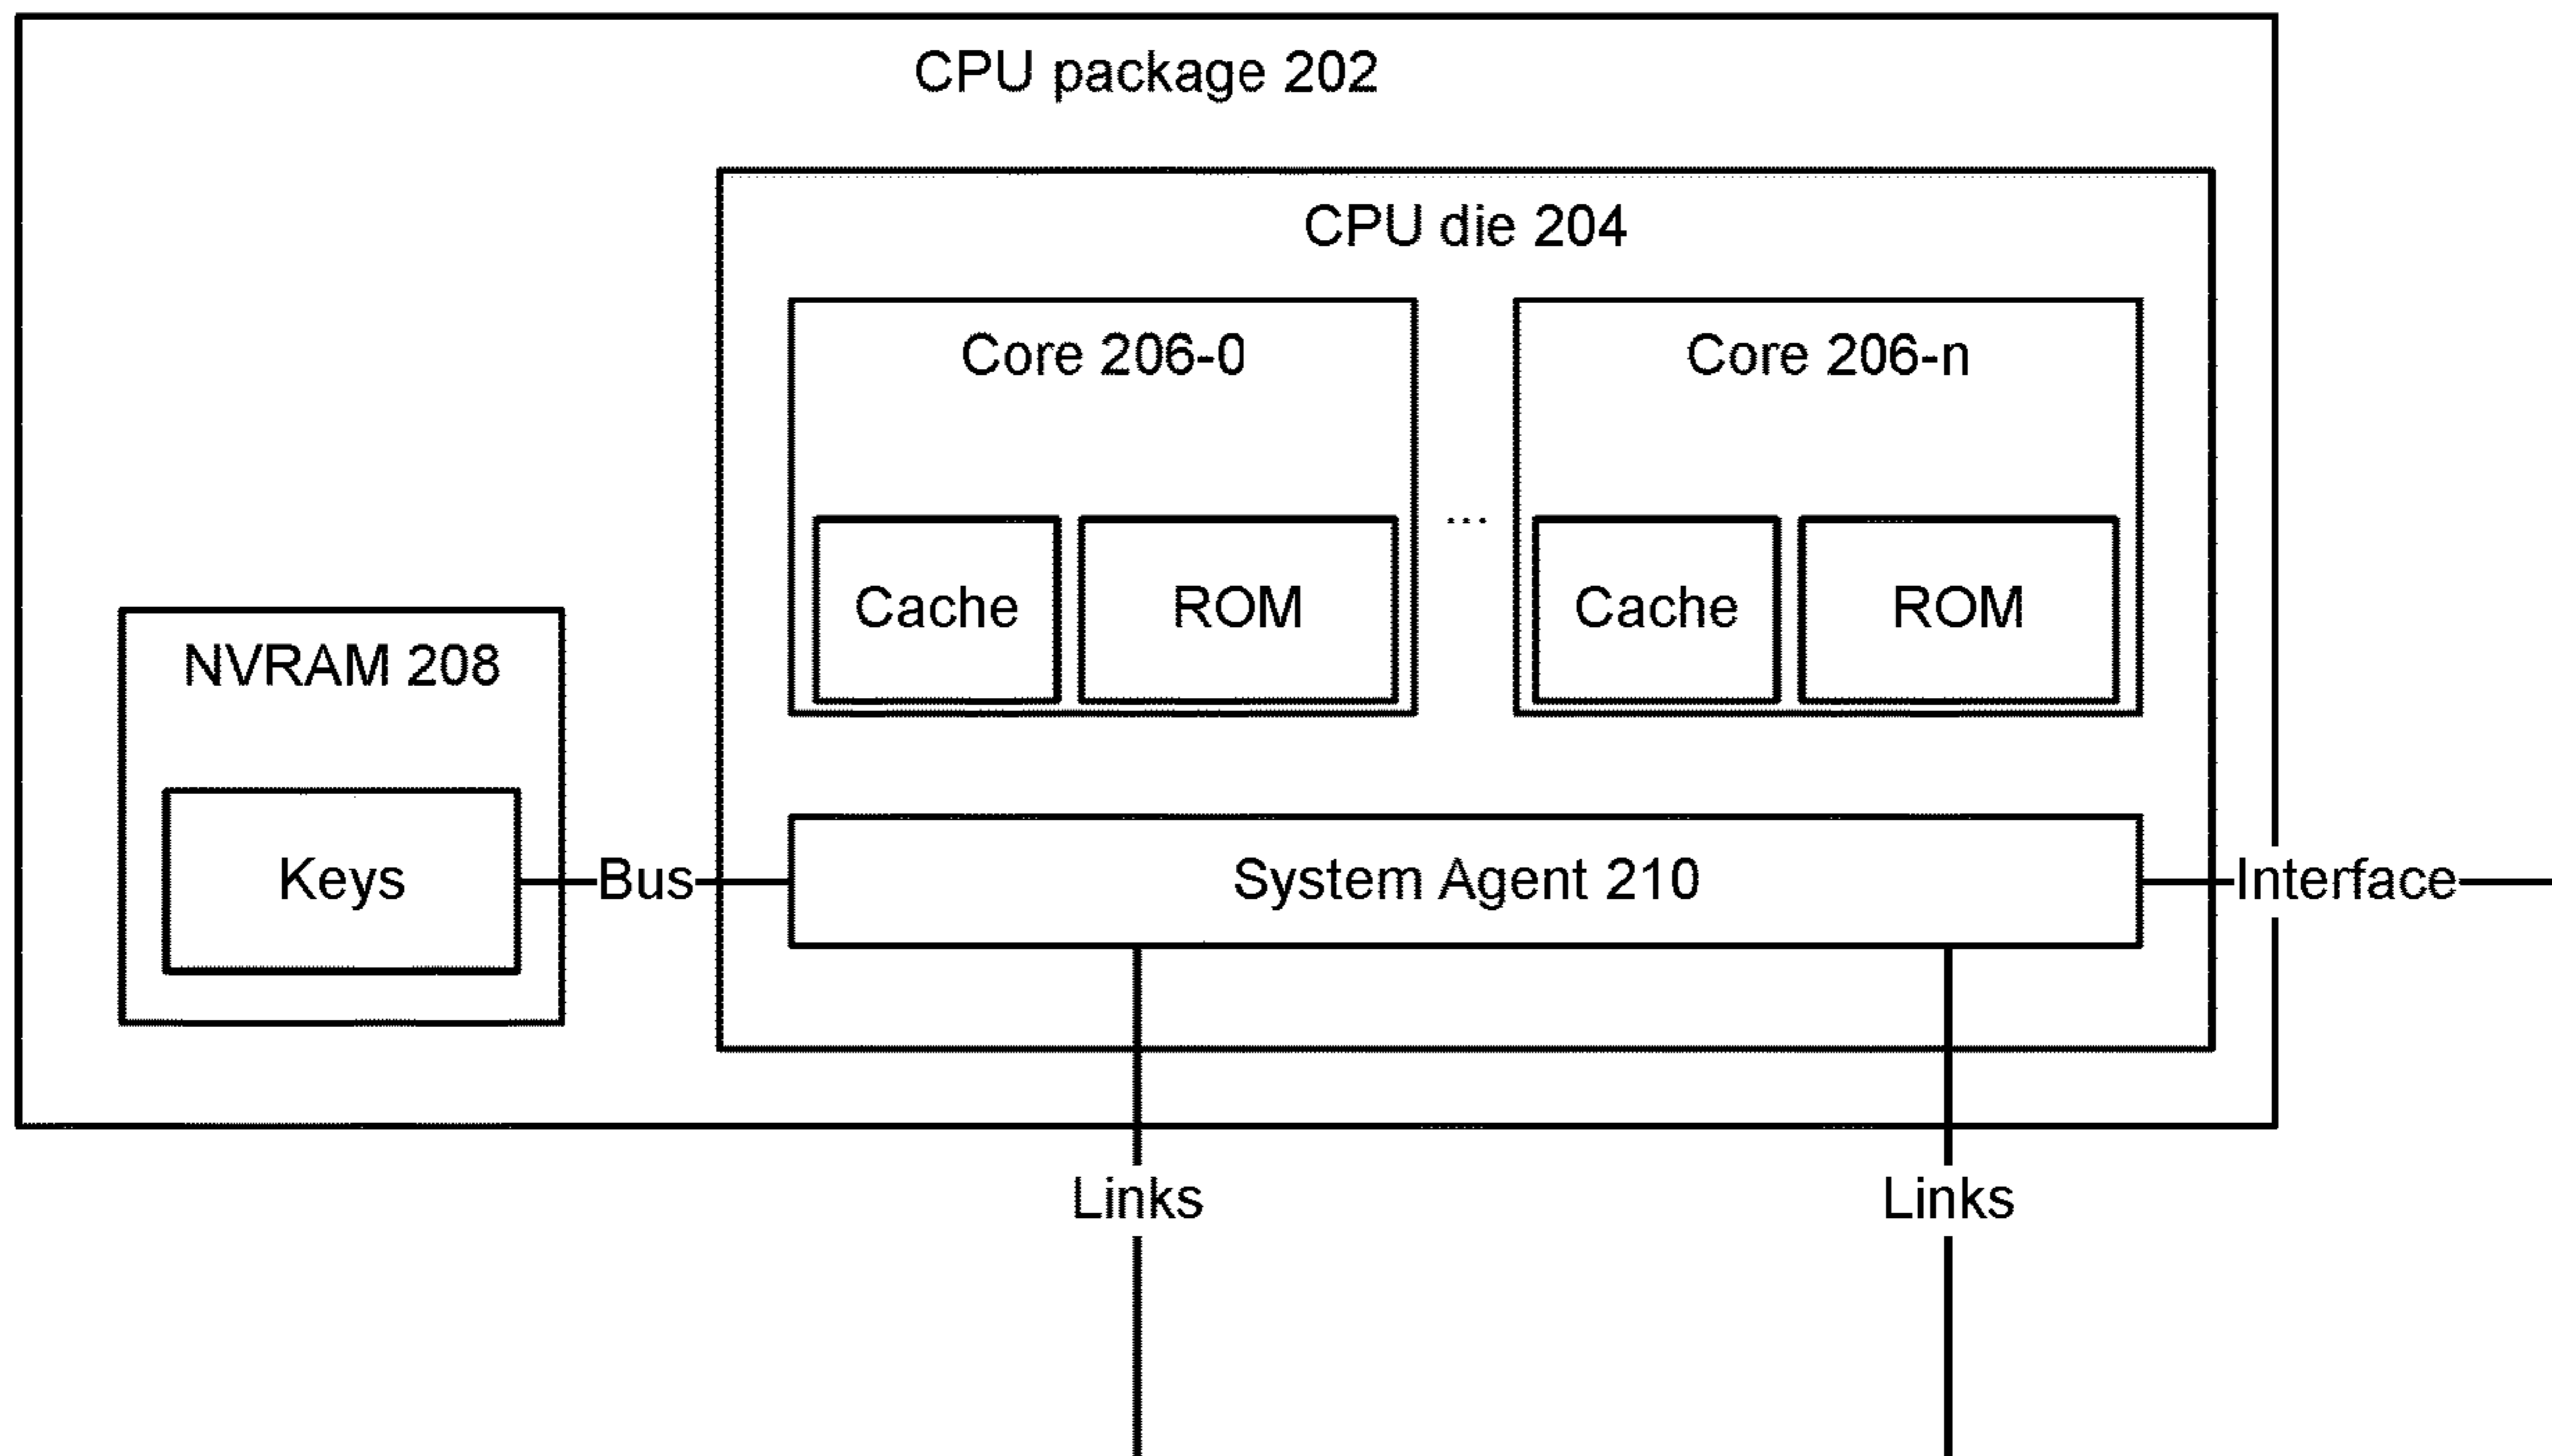 CPU package 202
CPU die 204
Core 206-0
Core 206-n
Cache
ROM
...
Cache
ROM
NVRAM 208
Keys
Bus
System Agent 210
Interface
Links
Links